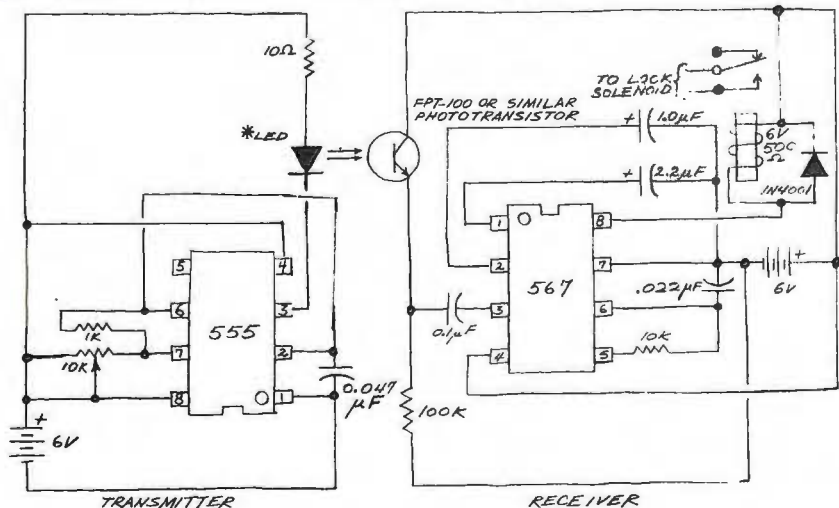 10Ω
*LED
5
4
6
3
555
1K
7
2
10K
8
1
0.047
µF
+
6V
TRANSMITTER
TO LOCK
SOLENOID
FPT-100 OR SIMILAR
PHOTOTRANSISTOR
+
1.0µF
6V
500
Ω
+
2.2µF
1N4001
1
8
2
7
+
567
6V
.022µF
3
6
0.1µF
4
5
10K
100K
RECEIVER